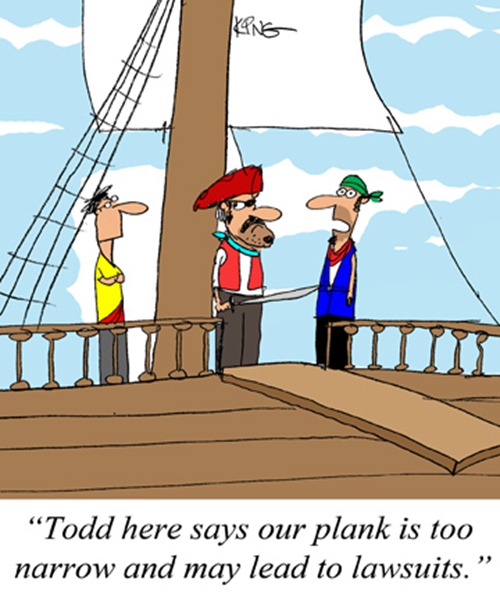 KING
“Todd here says our plank is too
narrow and may lead to lawsuits.”